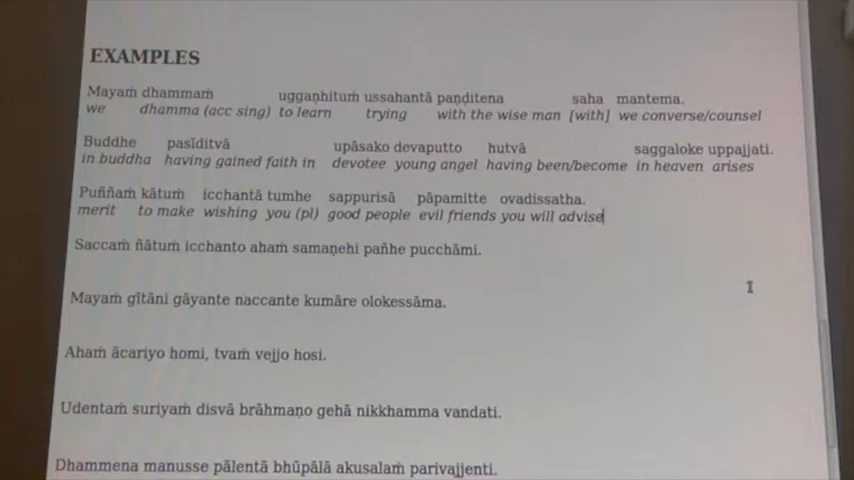 EXAMPLES
Mayaṁ dhammaṁ uggaṇhituṁ ussahantā paṇḍitena saha mantema.
we dhamma (acc sing) to learn trying with the wise man [with] we converse/counsel
Buddhe pasīditvā upāsako devaputto hutvā saggaloke uppajjati.
in buddha having gained faith in devotee young angel having been/become in heaven arises
Puññaṁ kātuṁ icchantā tumhe sappurisā pāpamitte ovadissatha.
merit to make wishing you (pl) good people evil friends you will advise
Saccaṁ ñātuṁ icchanto ahaṁ samaṇehi pañhe pucchāmi.
Mayaṁ gītāni gāyante naccante kumāre olokessāma.
Ahaṁ ācariyo homi, tvaṁ vejjo hosi.
Udentaṁ suriyaṁ disvā brāhmaṇo gehā nikkhamma vandati.
Dhammena manusse pālentā bhūpālā akusalaṁ parivajjenti.